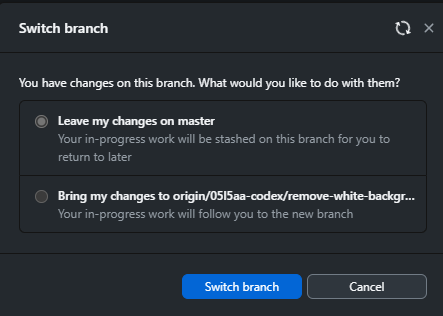 Switch branch
You have changes on this branch. What would you like to do with them?
Leave my changes on master
Your in-progress work will be stashed on this branch for you to
return to later
Bring my changes to origin/05l5aa-codex/remove-white-backgr...
Your in-progress work will follow you to the new branch
Switch branch
Cancel